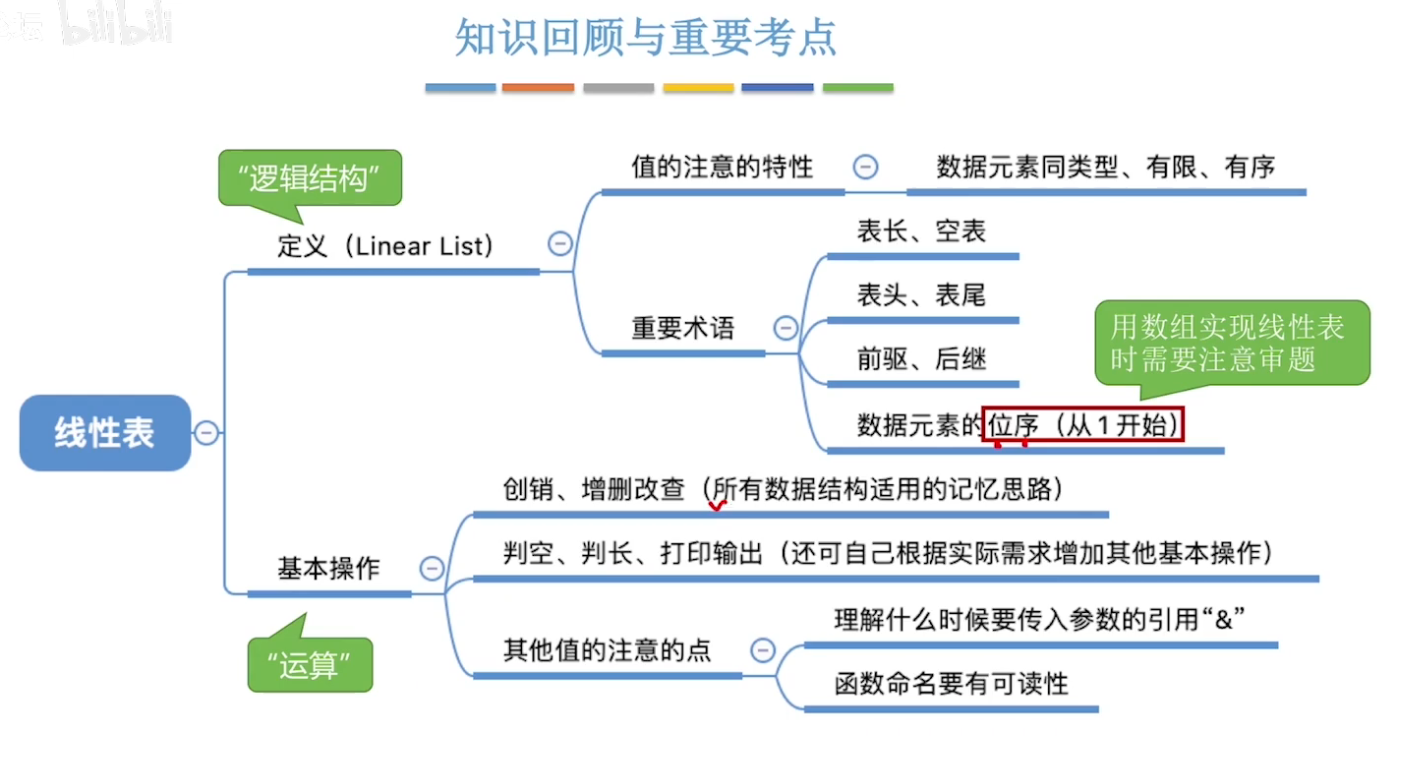 bilibili
知识回顾与重要考点
“逻辑结构”
定义（Linear List）
值的注意的特性
数据元素同类型、有限、有序
重要术语
表长、空表
表头、表尾
前驱、后继
数据元素的位序（从1开始）
用数组实现线性表
时需要注意审题
线性表
基本操作
“运算”
创销、增删改查（所有数据结构适用的记忆思路）
判空、判长、打印输出（还可自己根据实际需求增加其他基本操作）
其他值的注意的点
理解什么时候要传入参数的引用“&”
函数命名要有可读性